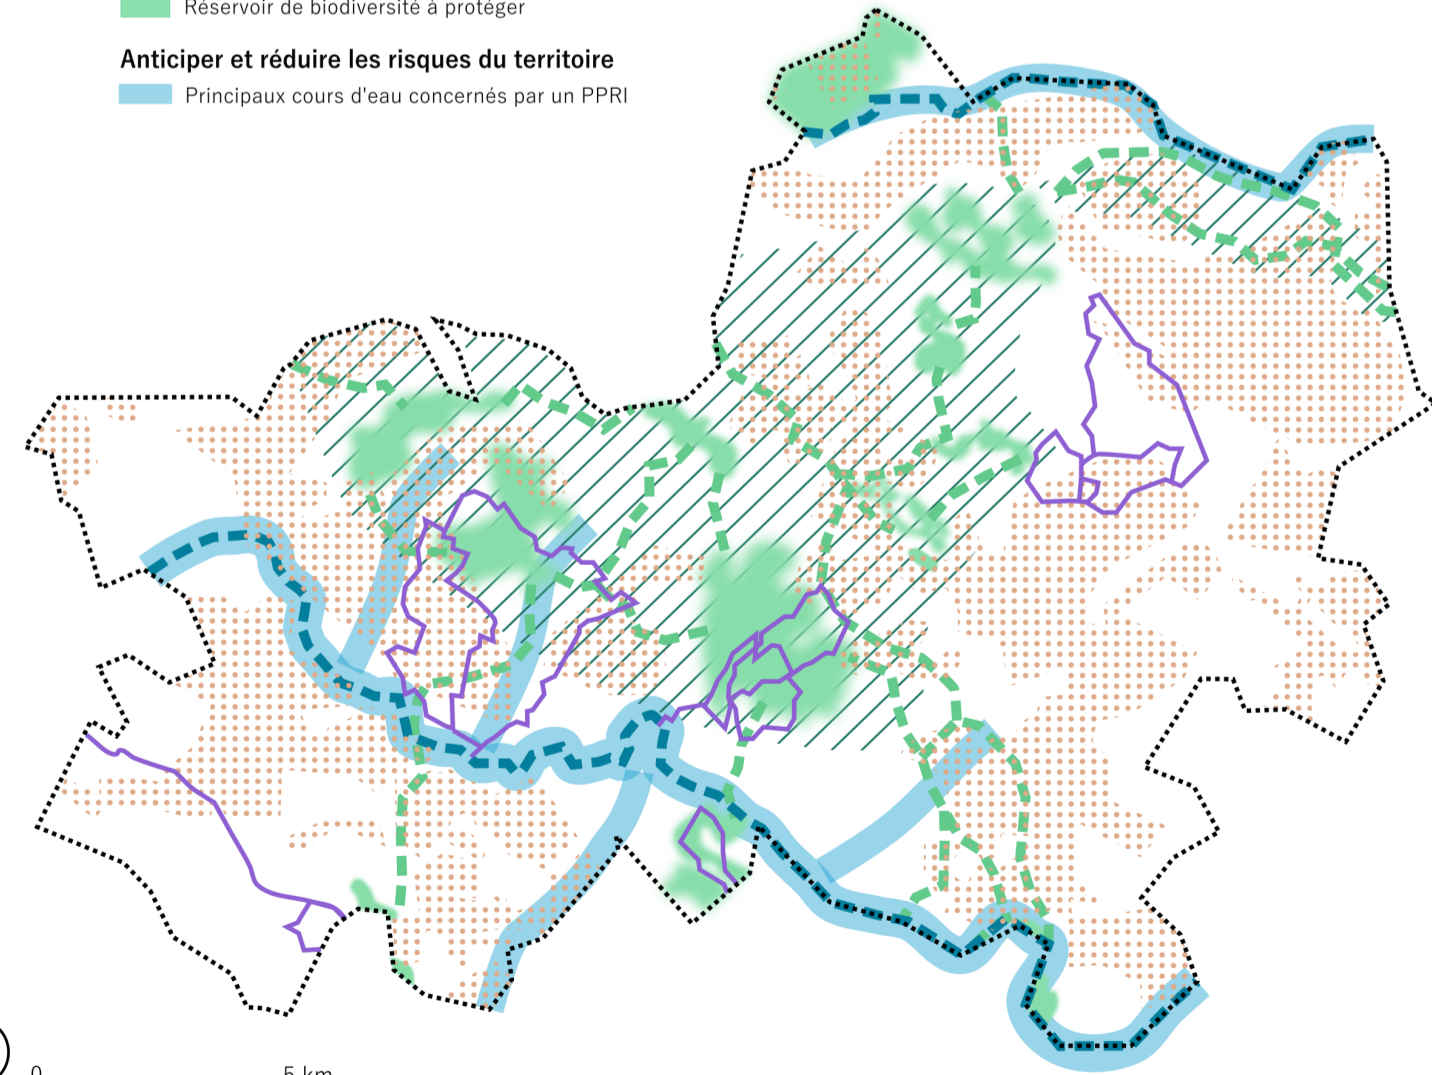 Réservoir de biodiversité à protéger
Anticiper et réduire les risques du territoire
Principaux cours d'eau concernés par un PPRI
0 5 km